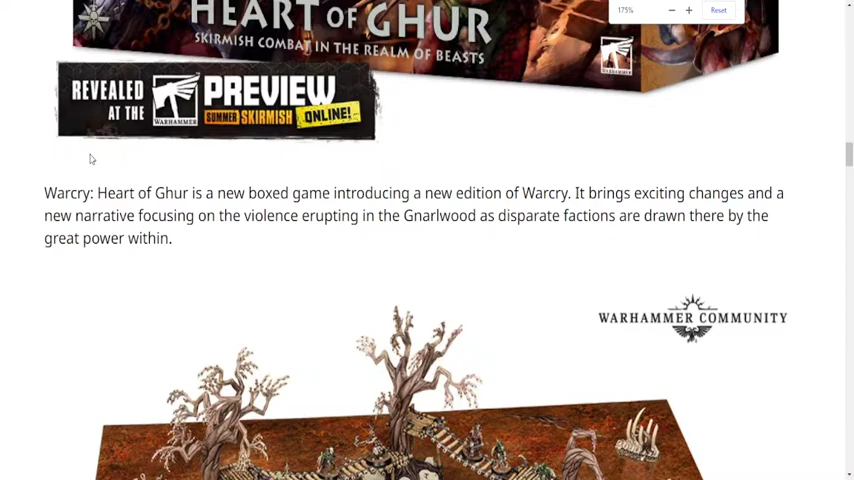 175%
Reset
HEART OF GHUR
SKIRMISH COMBAT IN THE REALM OF BEASTS
WARHAMMER
REVEALED
AT THE
WARHAMMER
PREVIEW
SUMMER SKIRMISH ONLINE!
Warcry: Heart of Ghur is a new boxed game introducing a new edition of Warcry. It brings exciting changes and a
new narrative focusing on the violence erupting in the Gnarlwood as disparate factions are drawn there by the
great power within.
WARHAMMER COMMUNITY